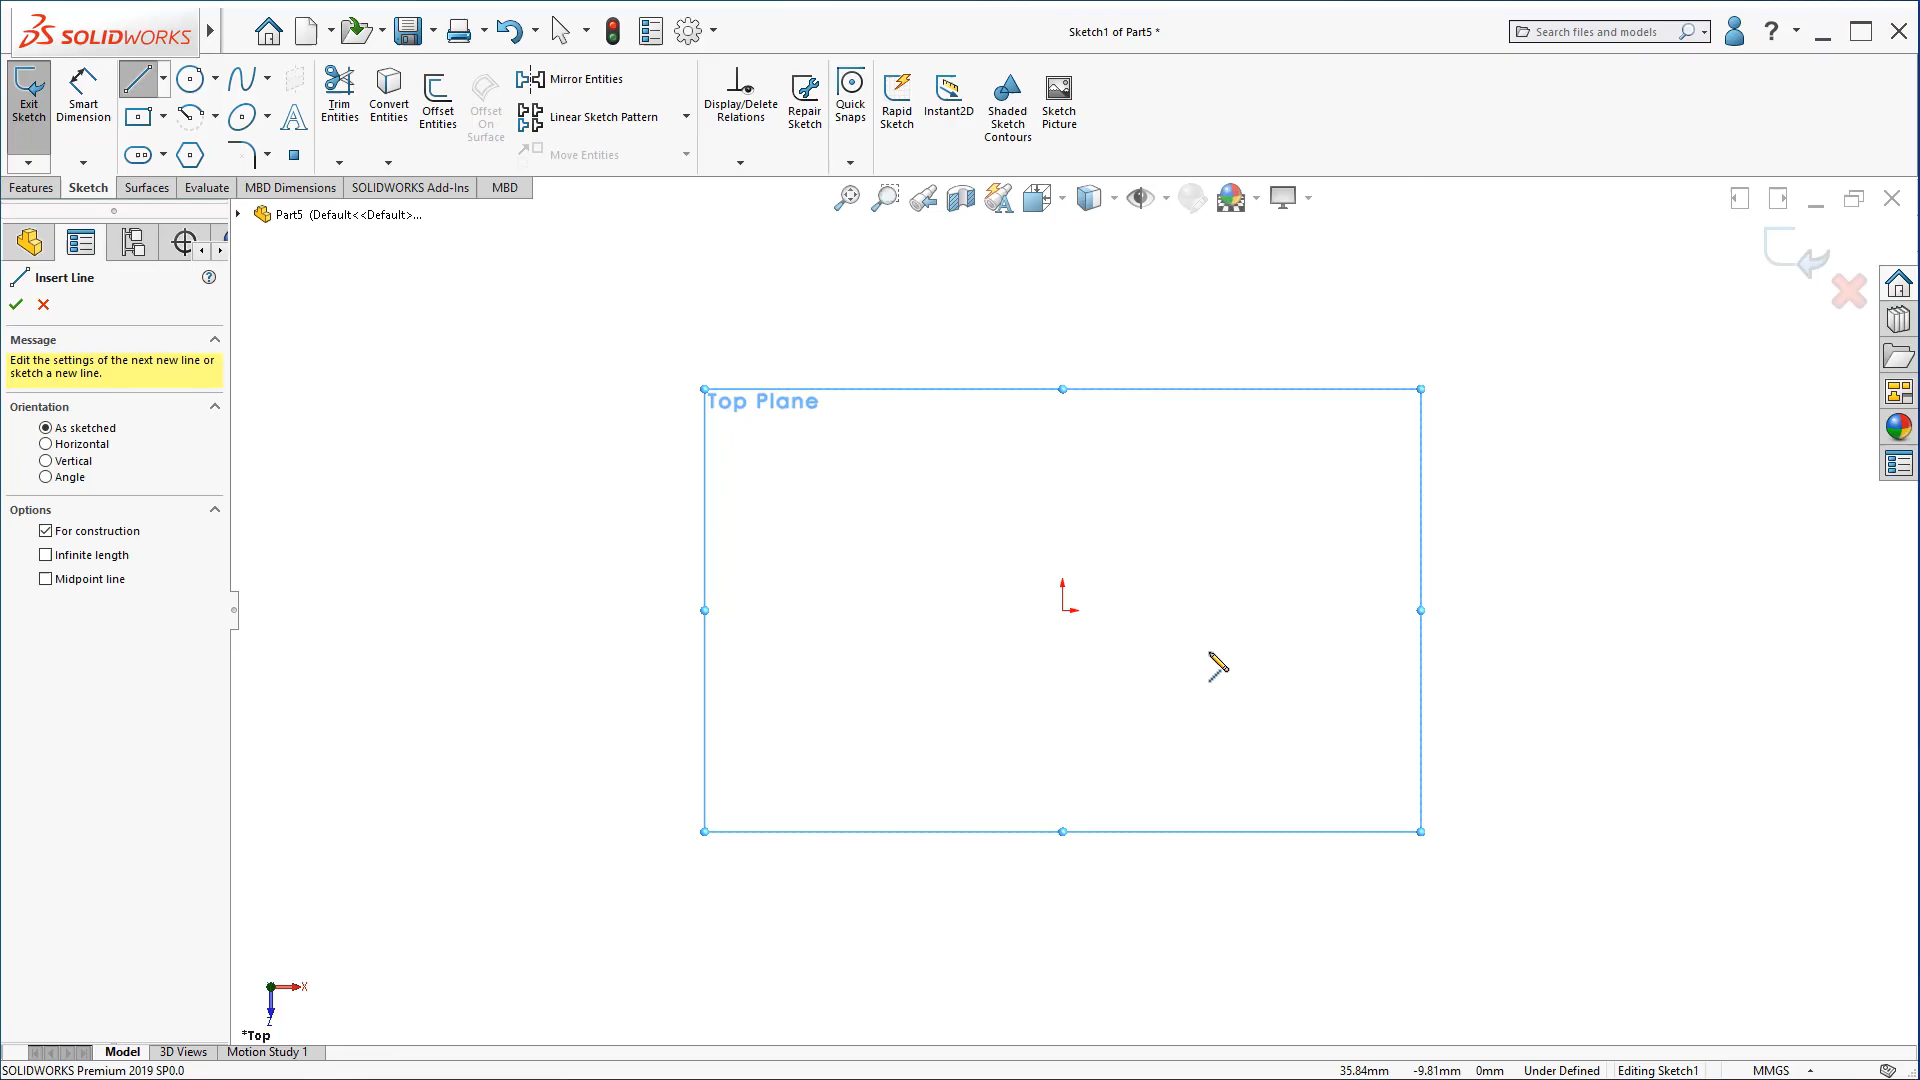 SOLIDWORKS
Sketch1 of Part5 *
Search files and models
Exit Sketch
Smart Dimension
Trim Entities
Convert Entities
Offset Entities
Offset On Surface
Mirror Entities
Linear Sketch Pattern
Move Entities
Display/Delete Relations
Repair Sketch
Quick Snaps
Rapid Sketch
Instant2D
Shaded Sketch Contours
Sketch Picture
Features
Sketch
Surfaces
Evaluate
MBD Dimensions
SOLIDWORKS Add-Ins
MBD
Part5 (Default<<Default>...
Insert Line
Message
Edit the settings of the next new line or
sketch a new line.
Orientation
As sketched
Horizontal
Vertical
Angle
Options
For construction
Infinite length
Midpoint line
Top Plane
X
Z
*Top
Model
3D Views
Motion Study 1
SOLIDWORKS Premium 2019 SP0.0
35.84mm
-9.81mm
0mm
Under Defined
Editing Sketch1
MMGS